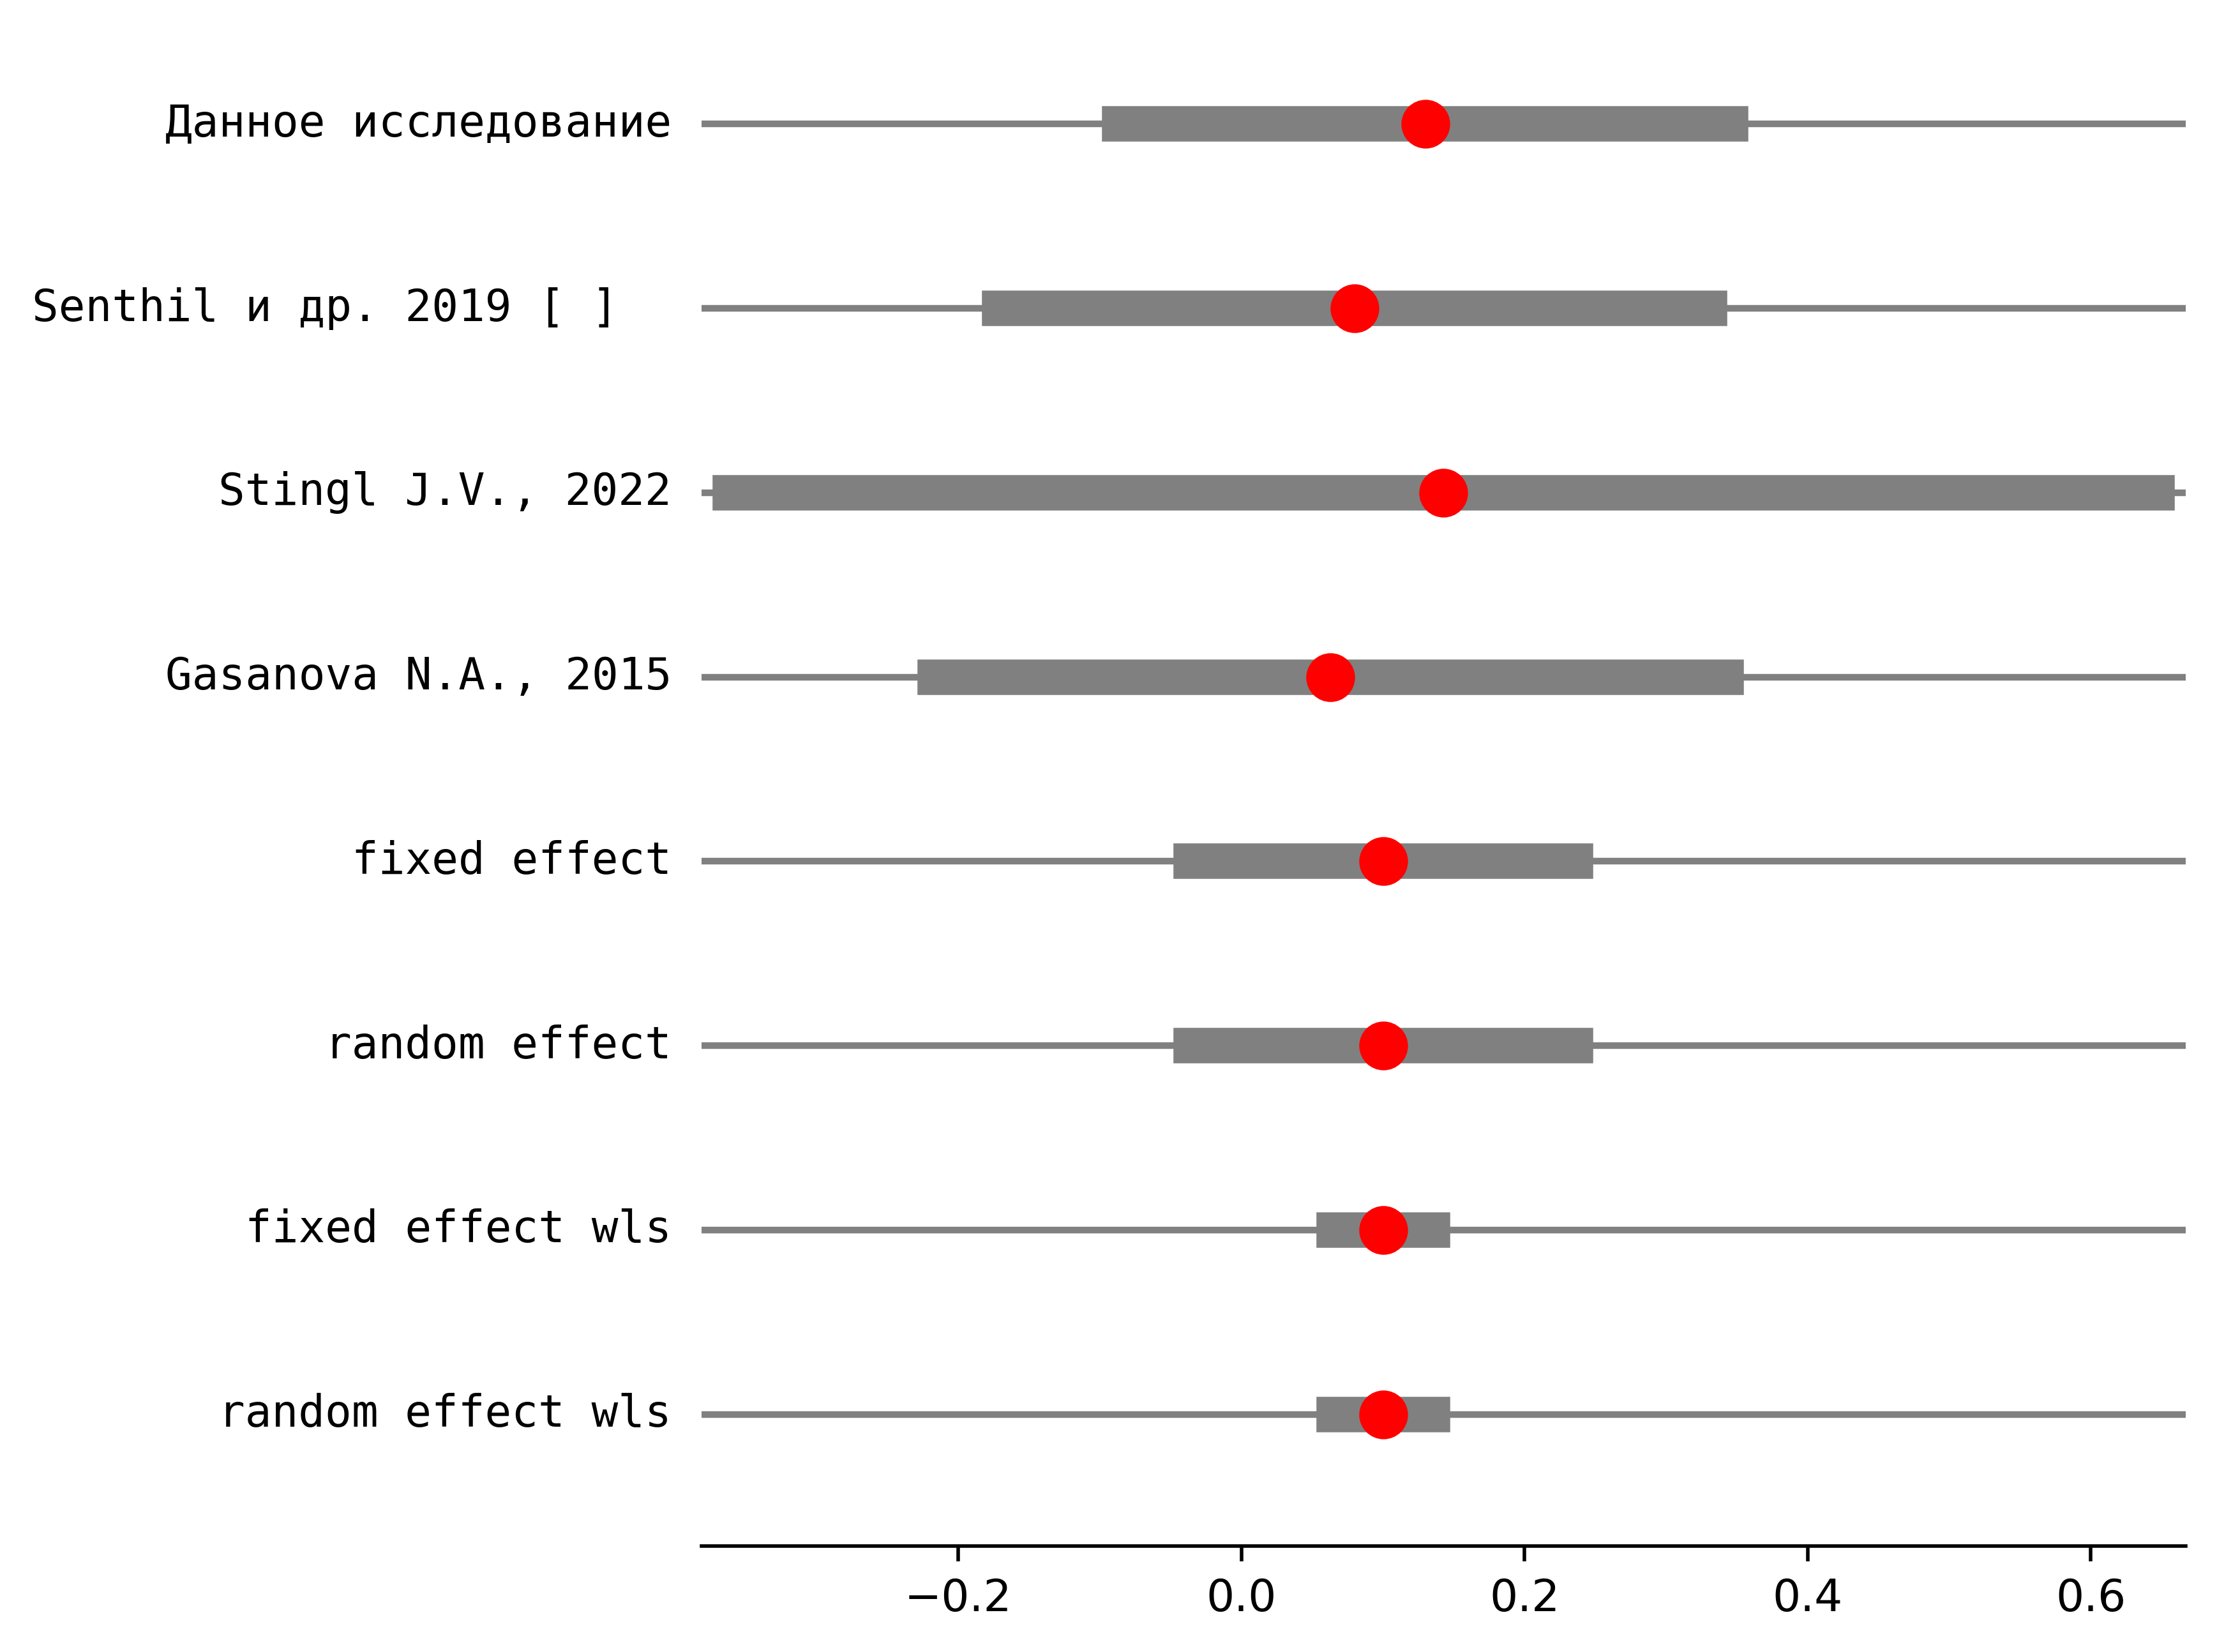 Данное исследование
Senthil и др. 2019 [ ]
Stingl J.V., 2022
Gasanova N.A., 2015
fixed effect
random effect
fixed effect wls
random effect wls
−0.2 0.0 0.2 0.4 0.6